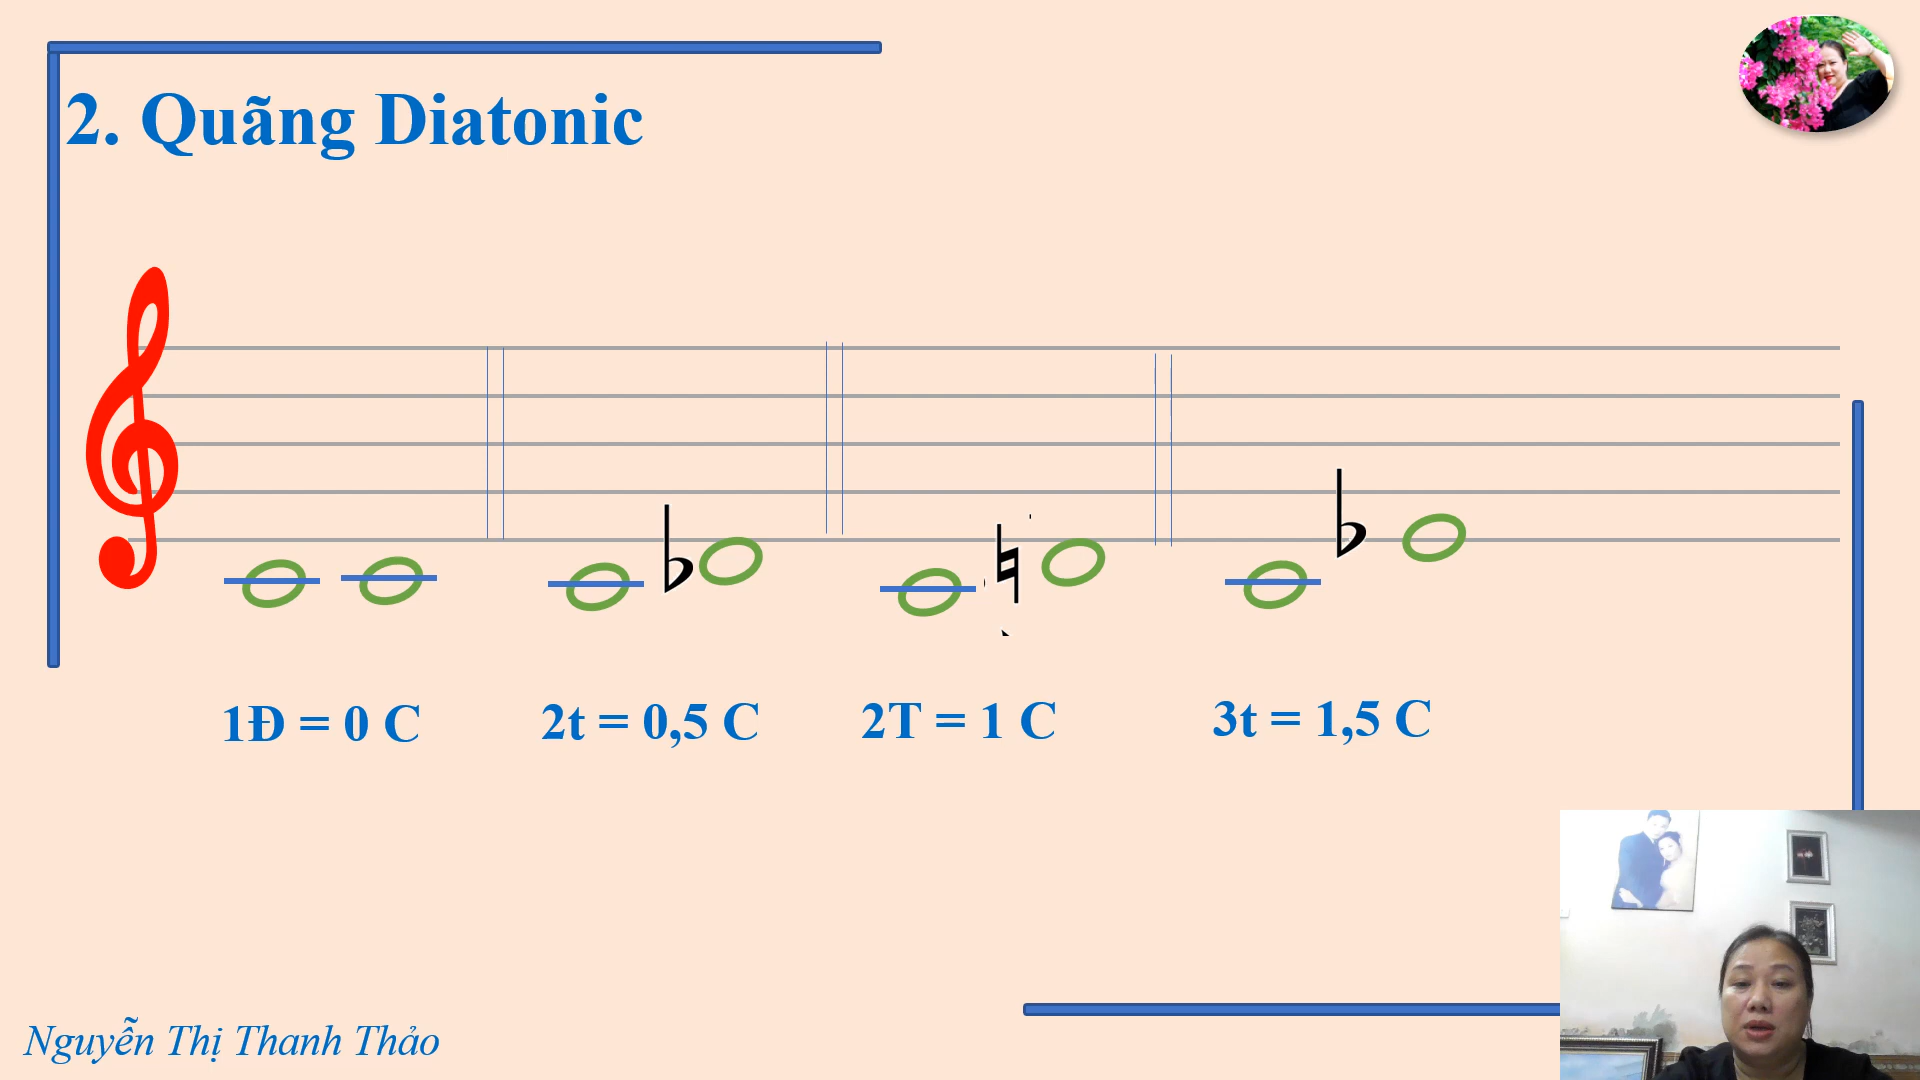 2. Quãng Diatonic
1Đ = 0 C
2t = 0,5 C
2T = 1 C
3t = 1,5 C
Nguyễn Thị Thanh Thảo